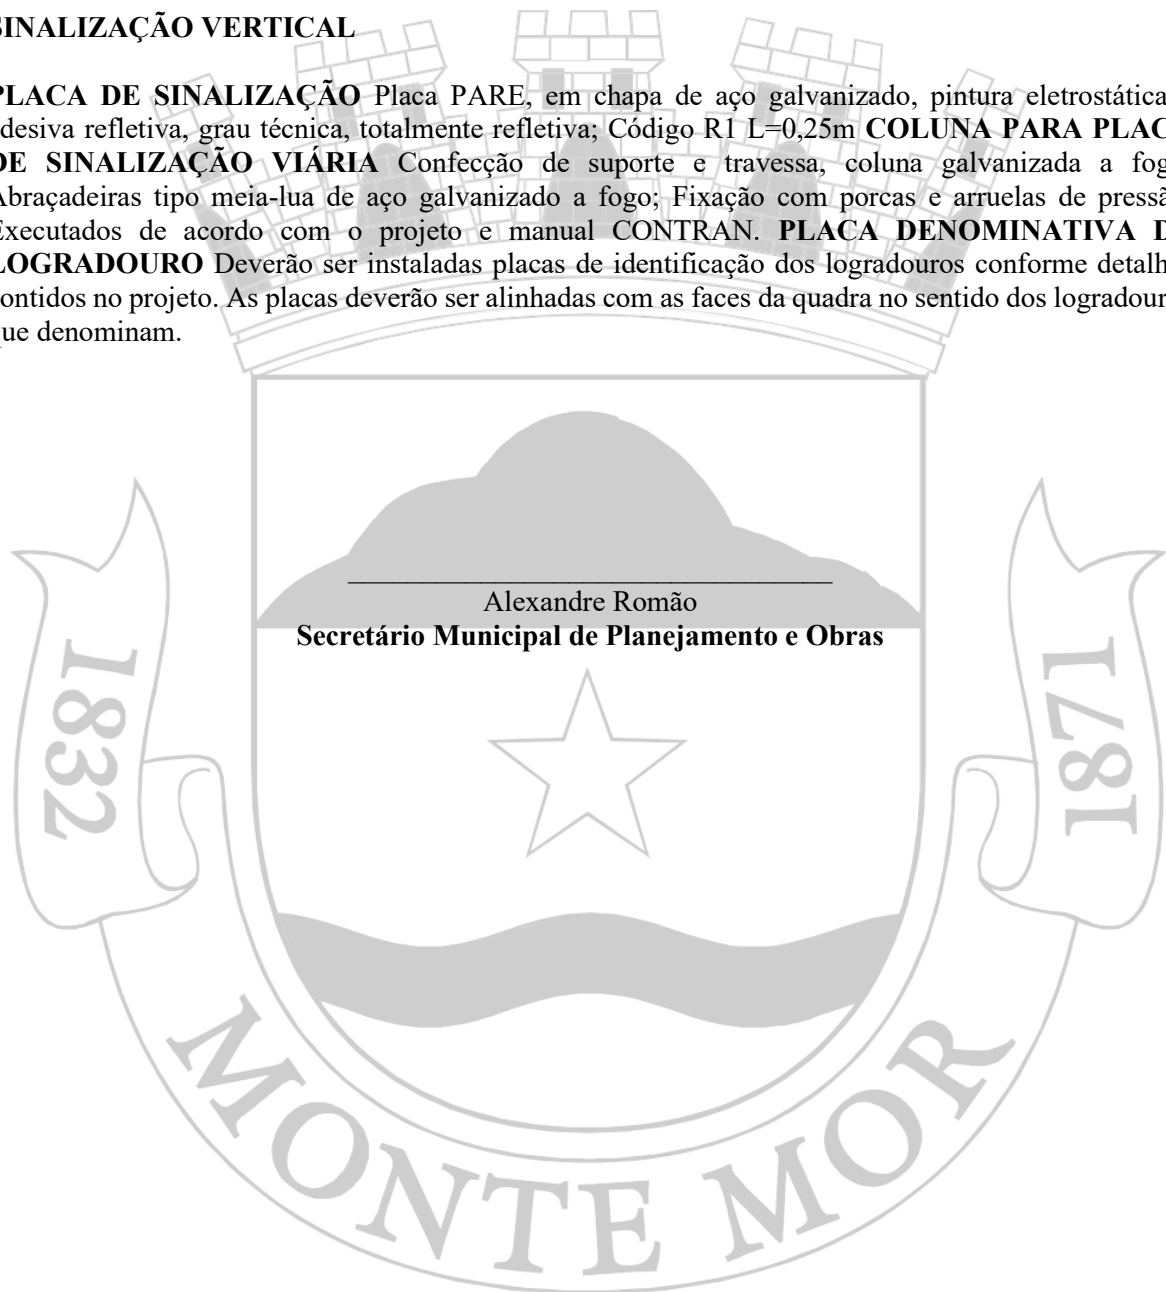 SINALIZAÇÃO VERTICAL
PLACA DE SINALIZAÇÃO Placa PARE, em chapa de aço galvanizado, pintura eletrostática
desiva refletiva, grau técnica, totalmente refletiva; Código R1 L=0,25m COLUNA PARA PLAC
DE SINALIZAÇÃO VIÁRIA Confecção de suporte e travessa, coluna galvanizada a fog
Abraçadeiras tipo meia-lua de aço galvanizado a fogo; Fixação com porcas e arruelas de pressã
Executados de acordo com o projeto e manual CONTRAN. PLACA DENOMINATIVA D
LOGRADOURO Deverão ser instaladas placas de identificação dos logradouros conforme detalh
ontidos no projeto. As placas deverão ser alinhadas com as faces da quadra no sentido dos logradour
que denominam.
Alexandre Romão
Secretário Municipal de Planejamento e Obras
1832
1871
MONTE MOR